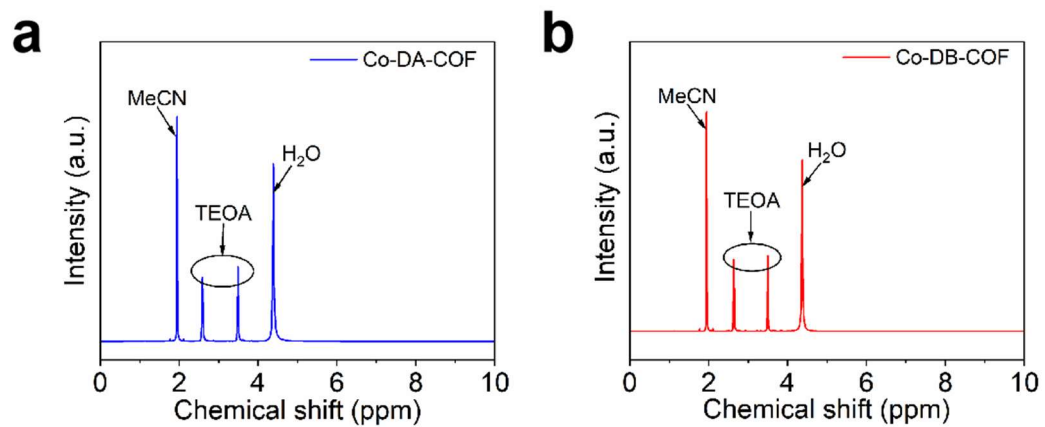 a
Co-DA-COF
MeCN
H₂O
TEOA
Intensity (a.u.)
0 2 4 6 8 10
Chemical shift (ppm)
b
Co-DB-COF
MeCN
H₂O
TEOA
Intensity (a.u.)
0 2 4 6 8 10
Chemical shift (ppm)